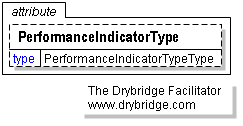 attribute
PerformanceIndicatorType
type PerformanceIndicatorTypeType
The Drybridge Facilitator
www.drybridge.com